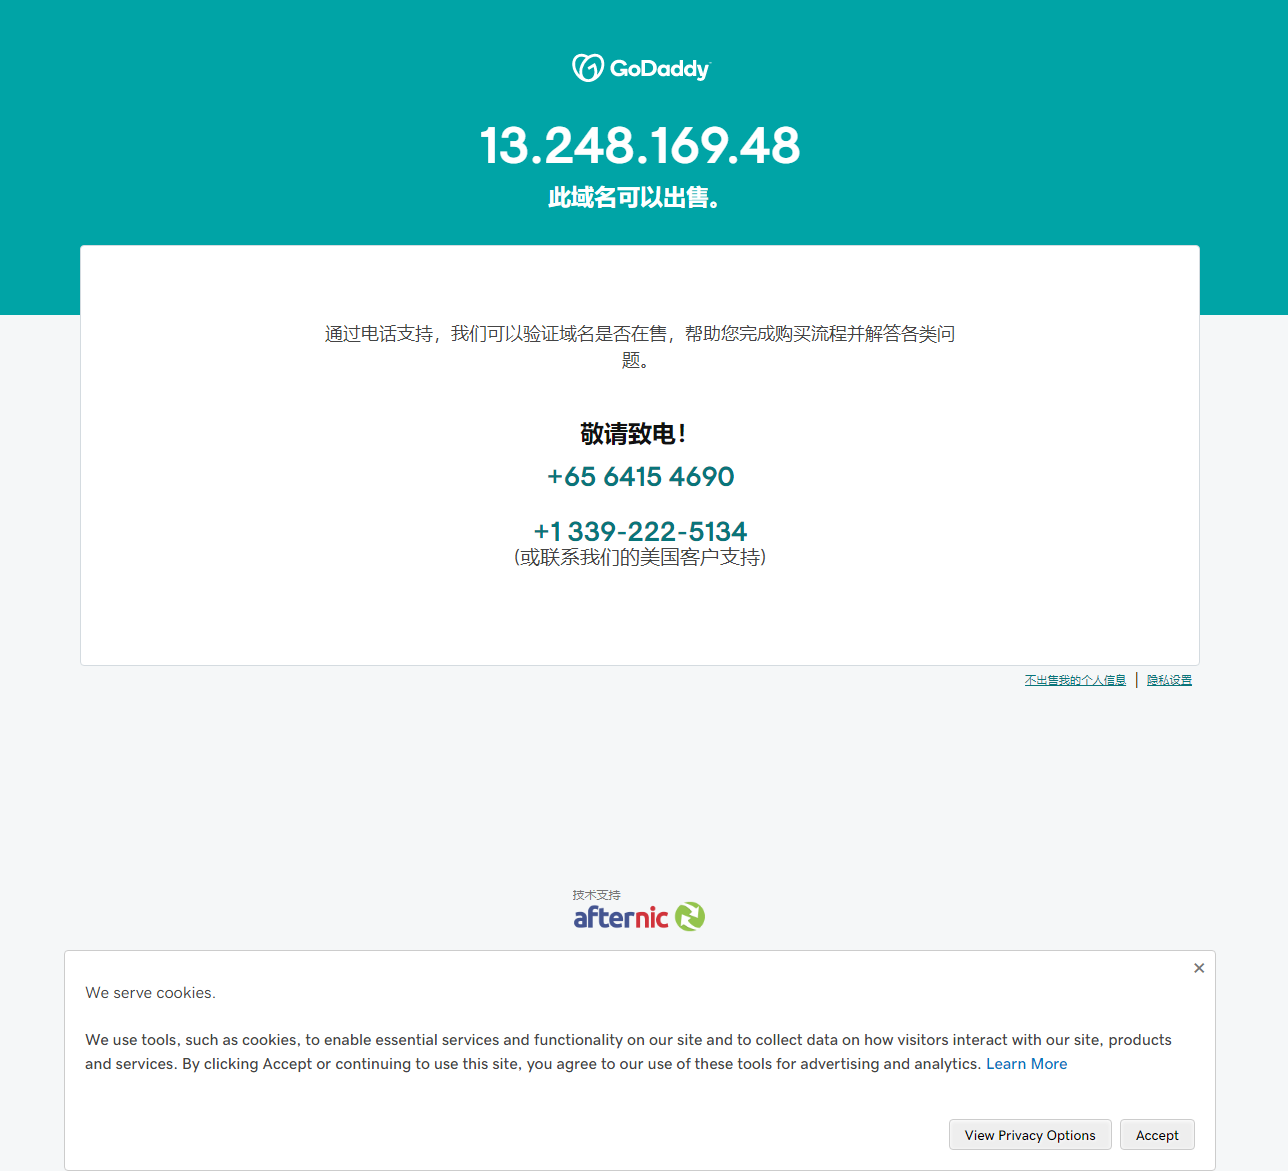 GoDaddy
13.248.169.48
此域名可以出售。
通过电话支持，我们可以验证域名是否在售，帮助您完成购买流程并解答各类问
题。
敬请致电！
+65 6415 4690
+1 339-222-5134
(或联系我们的美国客户支持)
不出售我的个人信息 | 隐私设置
技术支持
afternic
We serve cookies.
We use tools, such as cookies, to enable essential services and functionality on our site and to collect data on how visitors interact with our site, products
and services. By clicking Accept or continuing to use this site, you agree to our use of these tools for advertising and analytics. Learn More
View Privacy Options Accept